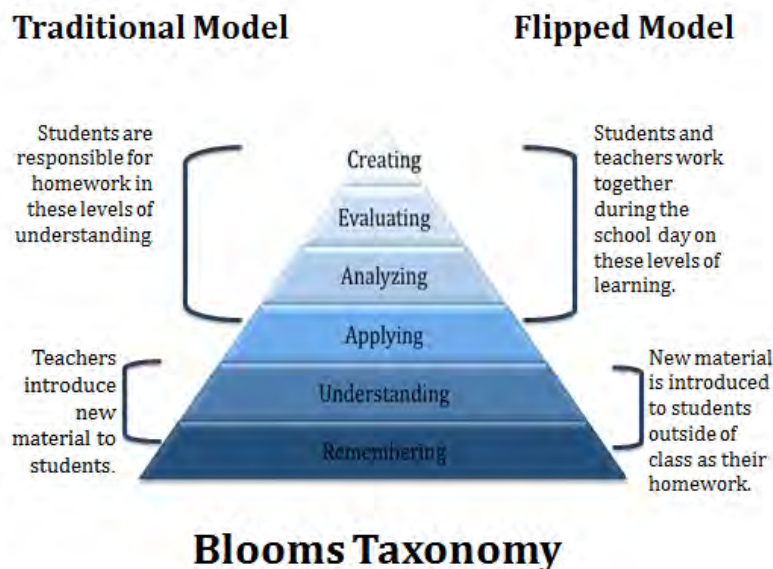 Traditional Model
Flipped Model
Students are
responsible for
homework in
these levels of
understanding
Creating
Evaluating
Analyzing
Applying
Understanding
Remembering
Students and
teachers work
together
during the
school day on
these levels of
learning.
Teachers
introduce
new
material to
students.
New material
is introduced
to students
outside of
class as their
homework.
Blooms Taxonomy